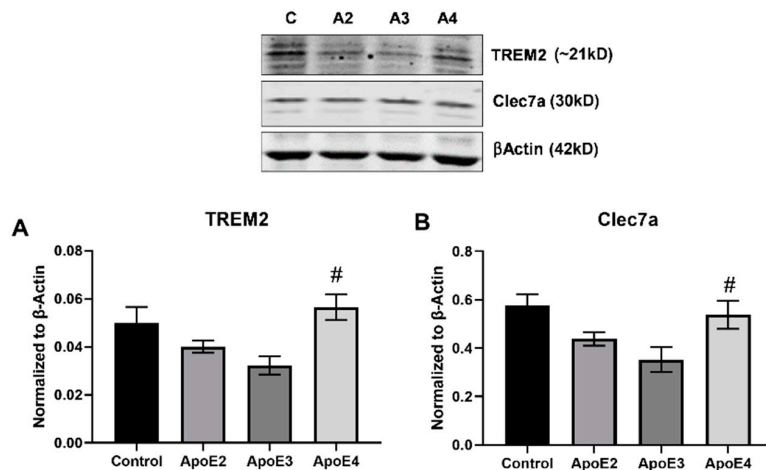 C A2 A3 A4
TREM2 (~21kD)
Clec7a (30kD)
βActin (42kD)
A
TREM2
Normalized to β-Actin
0.08
0.06
0.04
0.02
0.00
#
Control ApoE2 ApoE3 ApoE4
B
Clec7a
Normalized to β-Actin
0.8
0.6
0.4
0.2
0.0
#
Control ApoE2 ApoE3 ApoE4